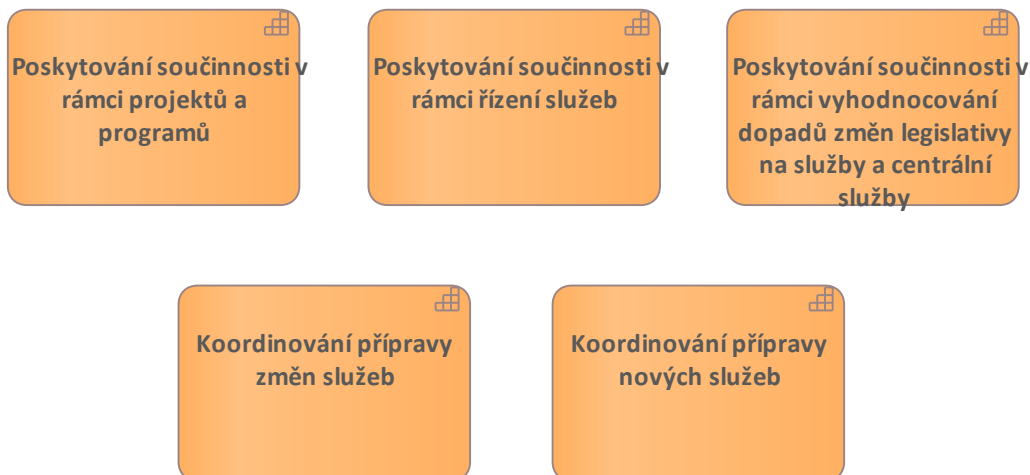 Poskytování součinnosti v
rámci projektů a
programů
Poskytování součinnosti v
rámci řízení služeb
Poskytování součinnosti v
rámci vyhodnocování
dopadů změn legislativy
na služby a centrální
služby
Koordinování přípravy
změn služeb
Koordinování přípravy
nových služeb